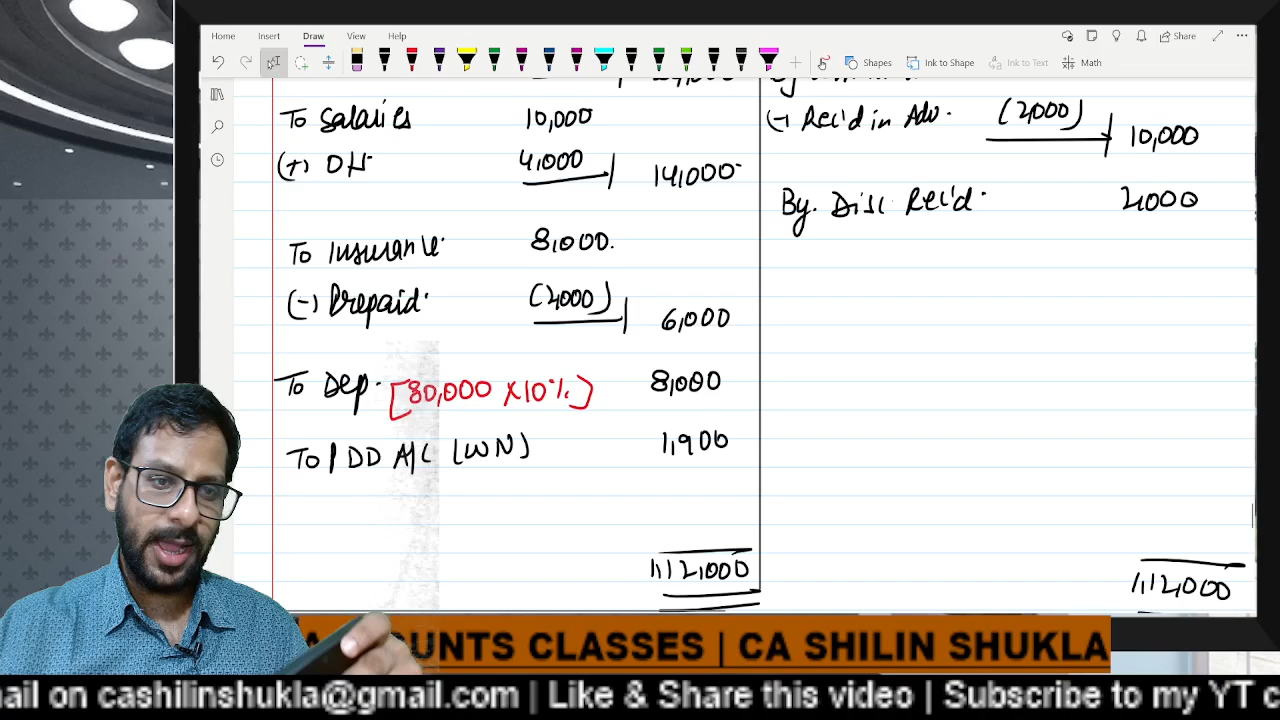 Home Insert Draw View Help
Share
Shapes Ink to Shape Ink to Text Math
To Salaries 10,000
(+) O/s 4,000 14,000
To Insurance 8,000
(-) Prepaid (2,000) 6,000
To Dep. [80,000 x 10%] 8,000
To PDD A/c (WN) 1,900
1,12,000
(-) Rec'd in Adv. (2,000) 10,000
By Disc Rec'd 2,000
1,12,000
UNTS CLASSES | CA SHILIN SHUKLA
ail on cashilinshukla@gmail.com | Like & Share this video | Subscribe to my YT c